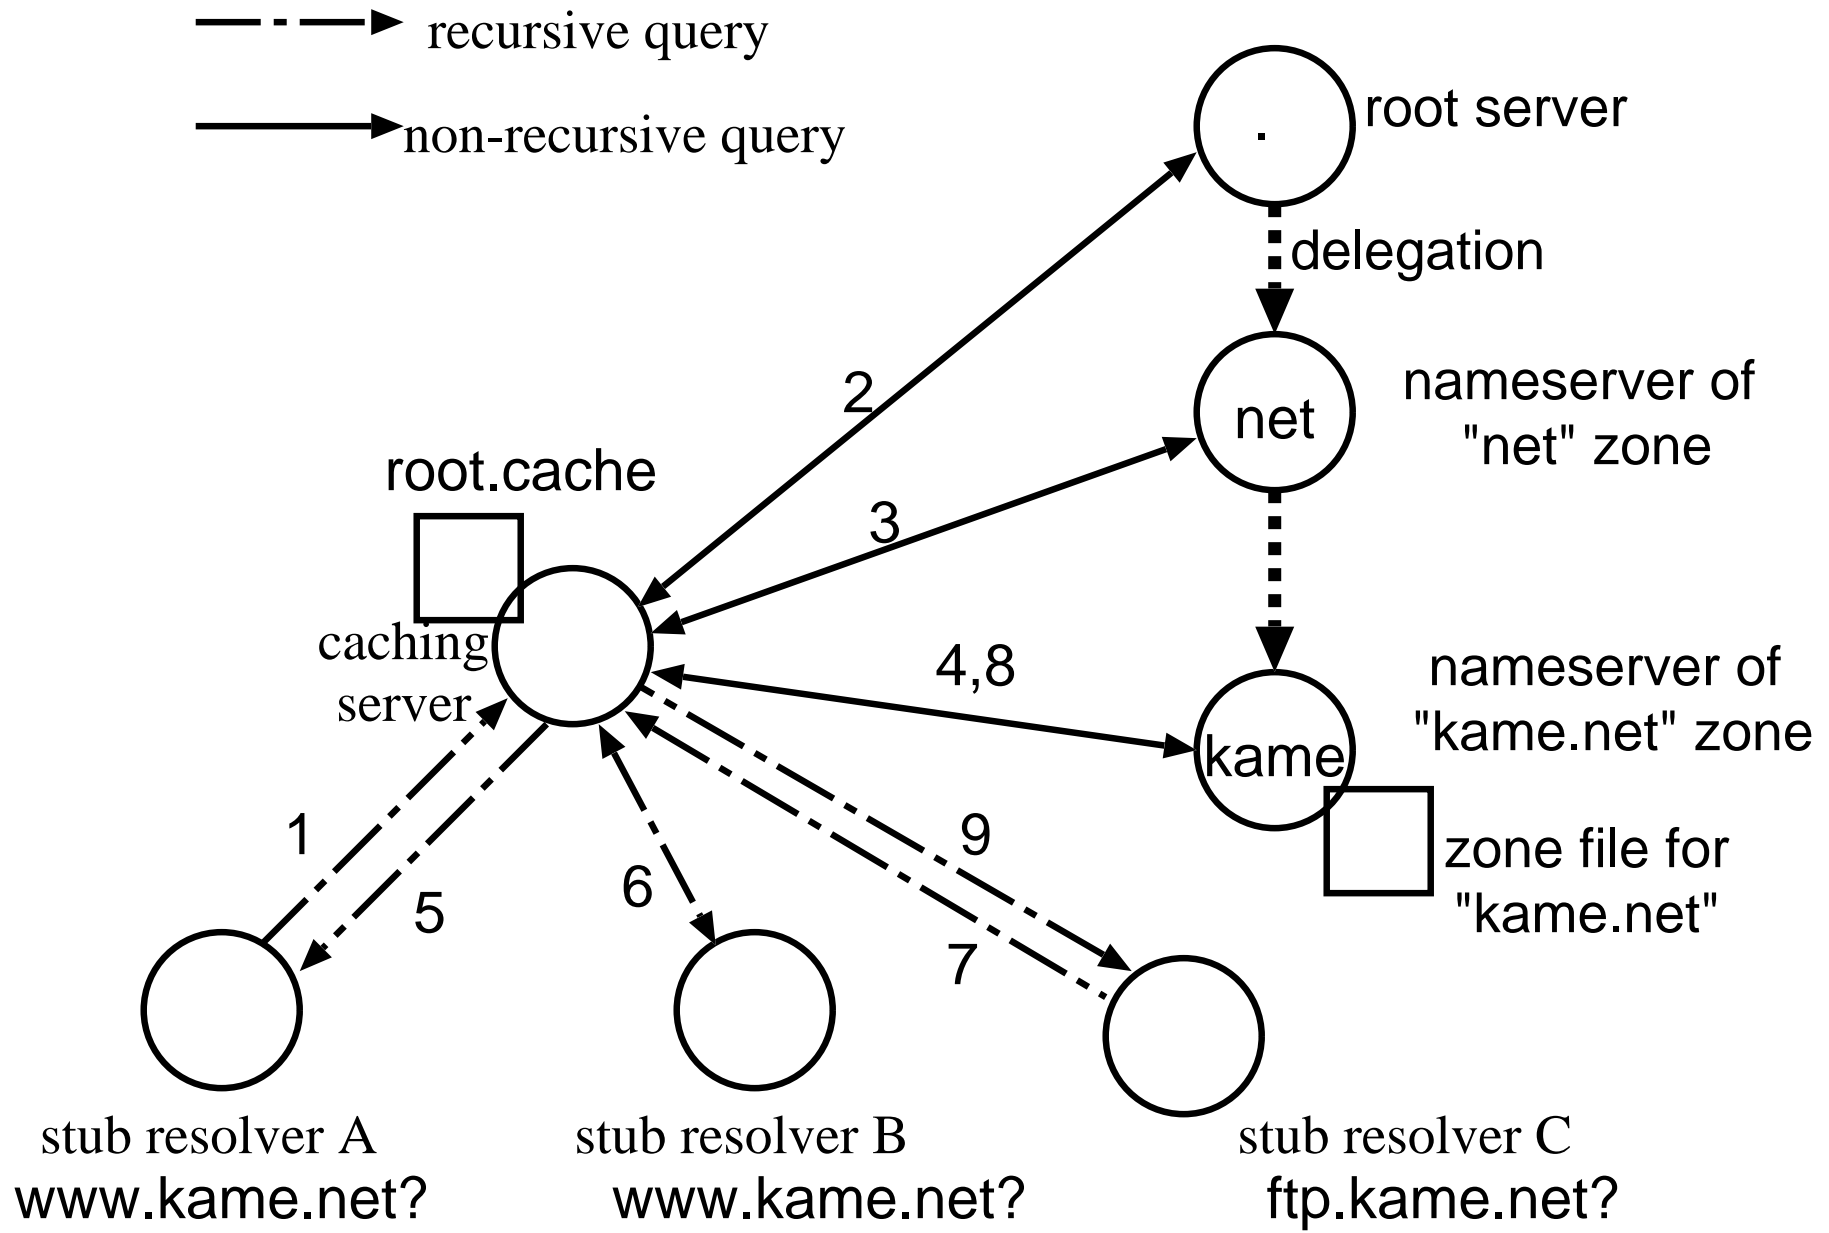 recursive query
non-recursive query
.
root server
delegation
2
net
nameserver of
"net" zone
root.cache
3
caching
server
4,8
nameserver of
"kame.net" zone
kame
1
5
6
9
7
zone file for
"kame.net"
stub resolver A
www.kame.net?
stub resolver B
www.kame.net?
stub resolver C
ftp.kame.net?